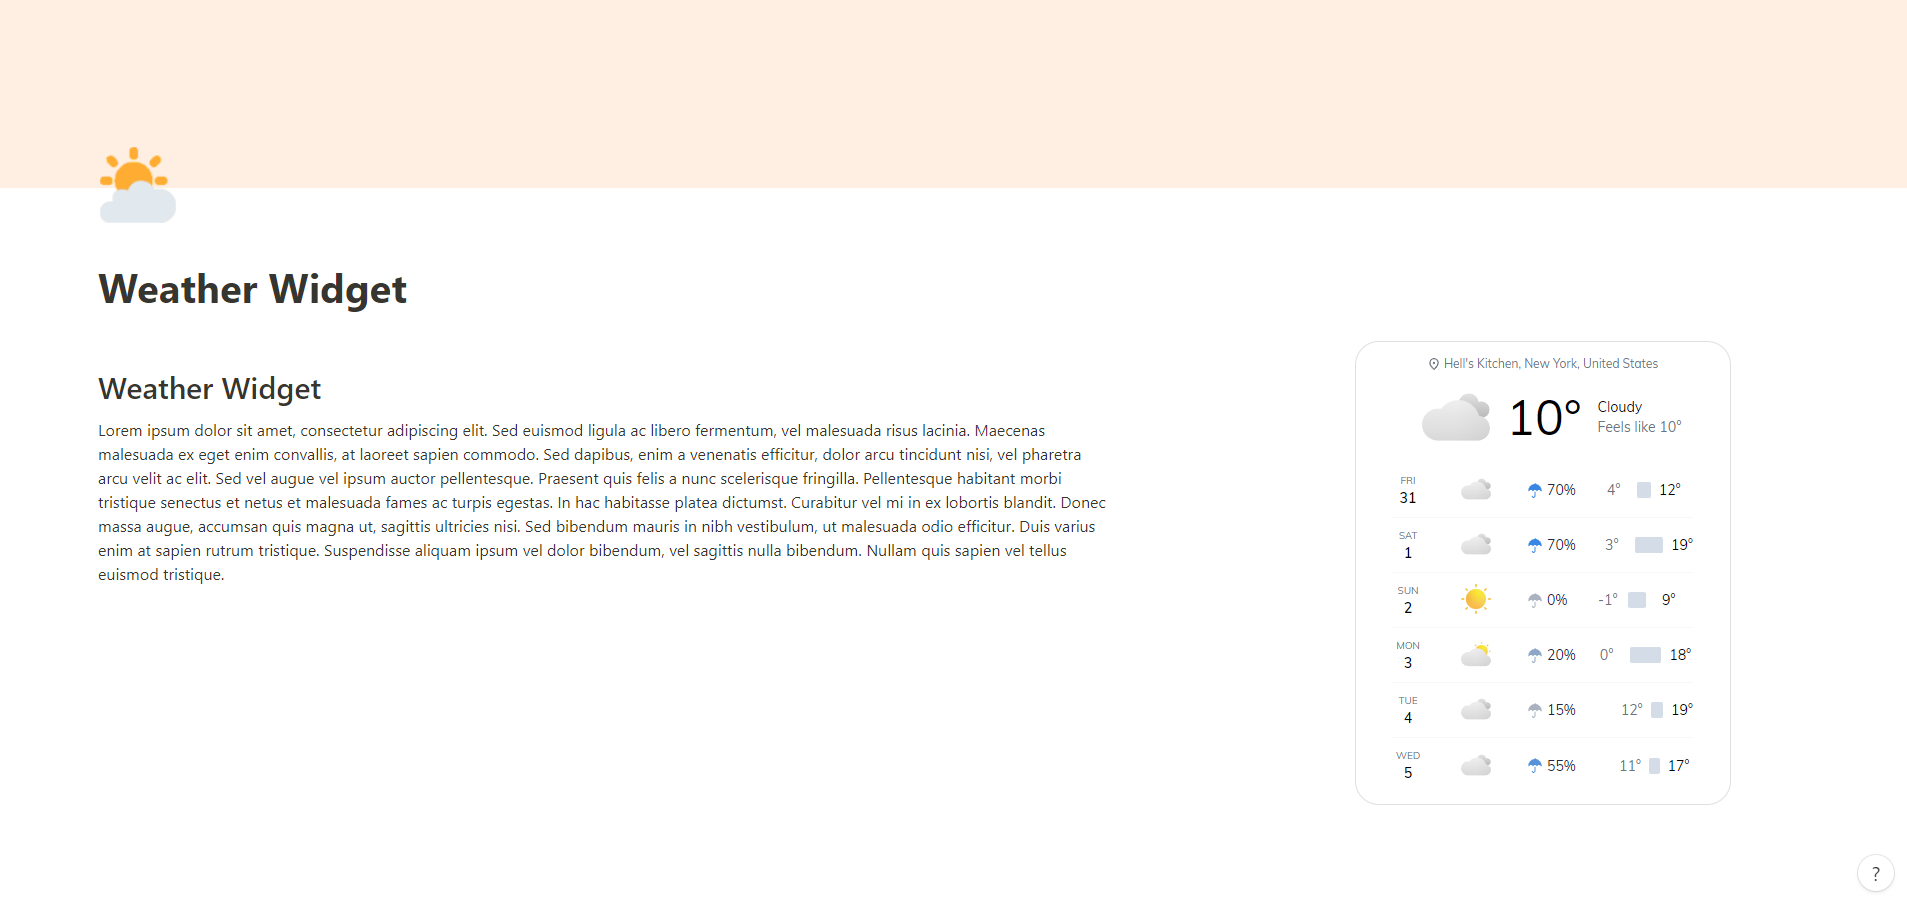 Weather Widget
Weather Widget
Lorem ipsum dolor sit amet, consectetur adipiscing elit. Sed euismod ligula ac libero fermentum, vel malesuada risus lacinia. Maecenas
malesuada ex eget enim convallis, at laoreet sapien commodo. Sed dapibus, enim a venenatis efficitur, dolor arcu tincidunt nisi, vel pharetra
arcu velit ac elit. Sed vel augue vel ipsum auctor pellentesque. Praesent quis felis a nunc scelerisque fringilla. Pellentesque habitant morbi
tristique senectus et netus et malesuada fames ac turpis egestas. In hac habitasse platea dictumst. Curabitur vel mi in ex lobortis blandit. Donec
massa augue, accumsan quis magna ut, sagittis ultricies nisi. Sed bibendum mauris in nibh vestibulum, ut malesuada odio efficitur. Duis varius
enim at sapien rutrum tristique. Suspendisse aliquam ipsum vel dolor bibendum, vel sagittis nulla bibendum. Nullam quis sapien vel tellus
euismod tristique.
Hell's Kitchen, New York, United States
10°
Cloudy
Feels like 10°
FRI
31 70% 4° 12°
SAT
1 70% 3° 19°
SUN
2 0% -1° 9°
MON
3 20% 0° 18°
TUE
4 15% 12° 19°
WED
5 55% 11° 17°
?